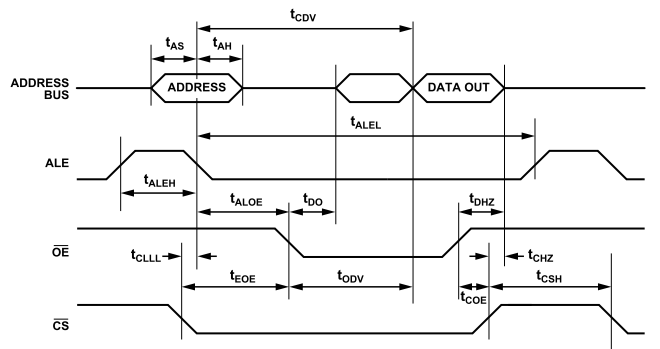 tCDV
tAS
tAH
ADDRESS
BUS
ADDRESS
DATA OUT
tALEL
ALE
tALEH
tALOE
tDO
tDHZ
OE
tCLLL
tCHZ
tEOE
tODV
tCOE
tCSH
CS